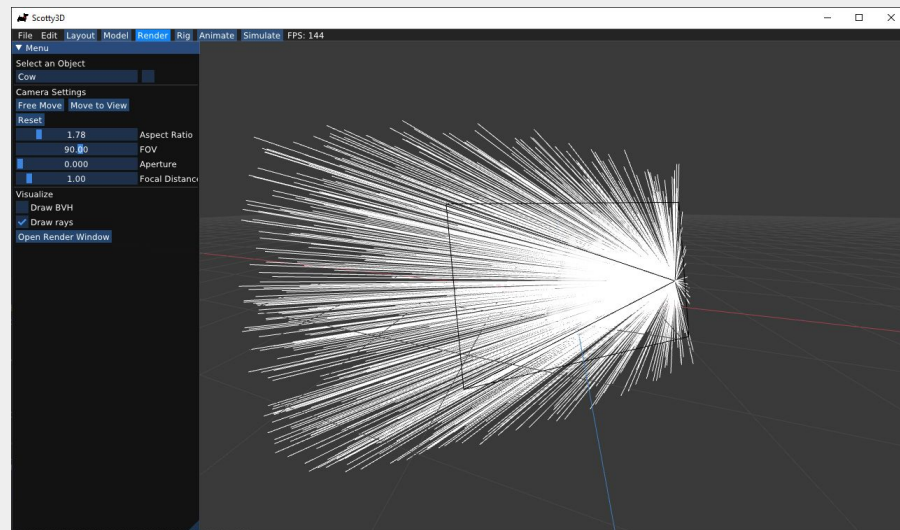 Scotty3D
File Edit Layout Model Render Rig Animate Simulate FPS: 144
Menu
Select an Object
Cow
Camera Settings
Free Move Move to View
Reset
1.78 Aspect Ratio
90.00 FOV
0.000 Aperture
1.00 Focal Distanc
Visualize
Draw BVH
Draw rays
Open Render Window